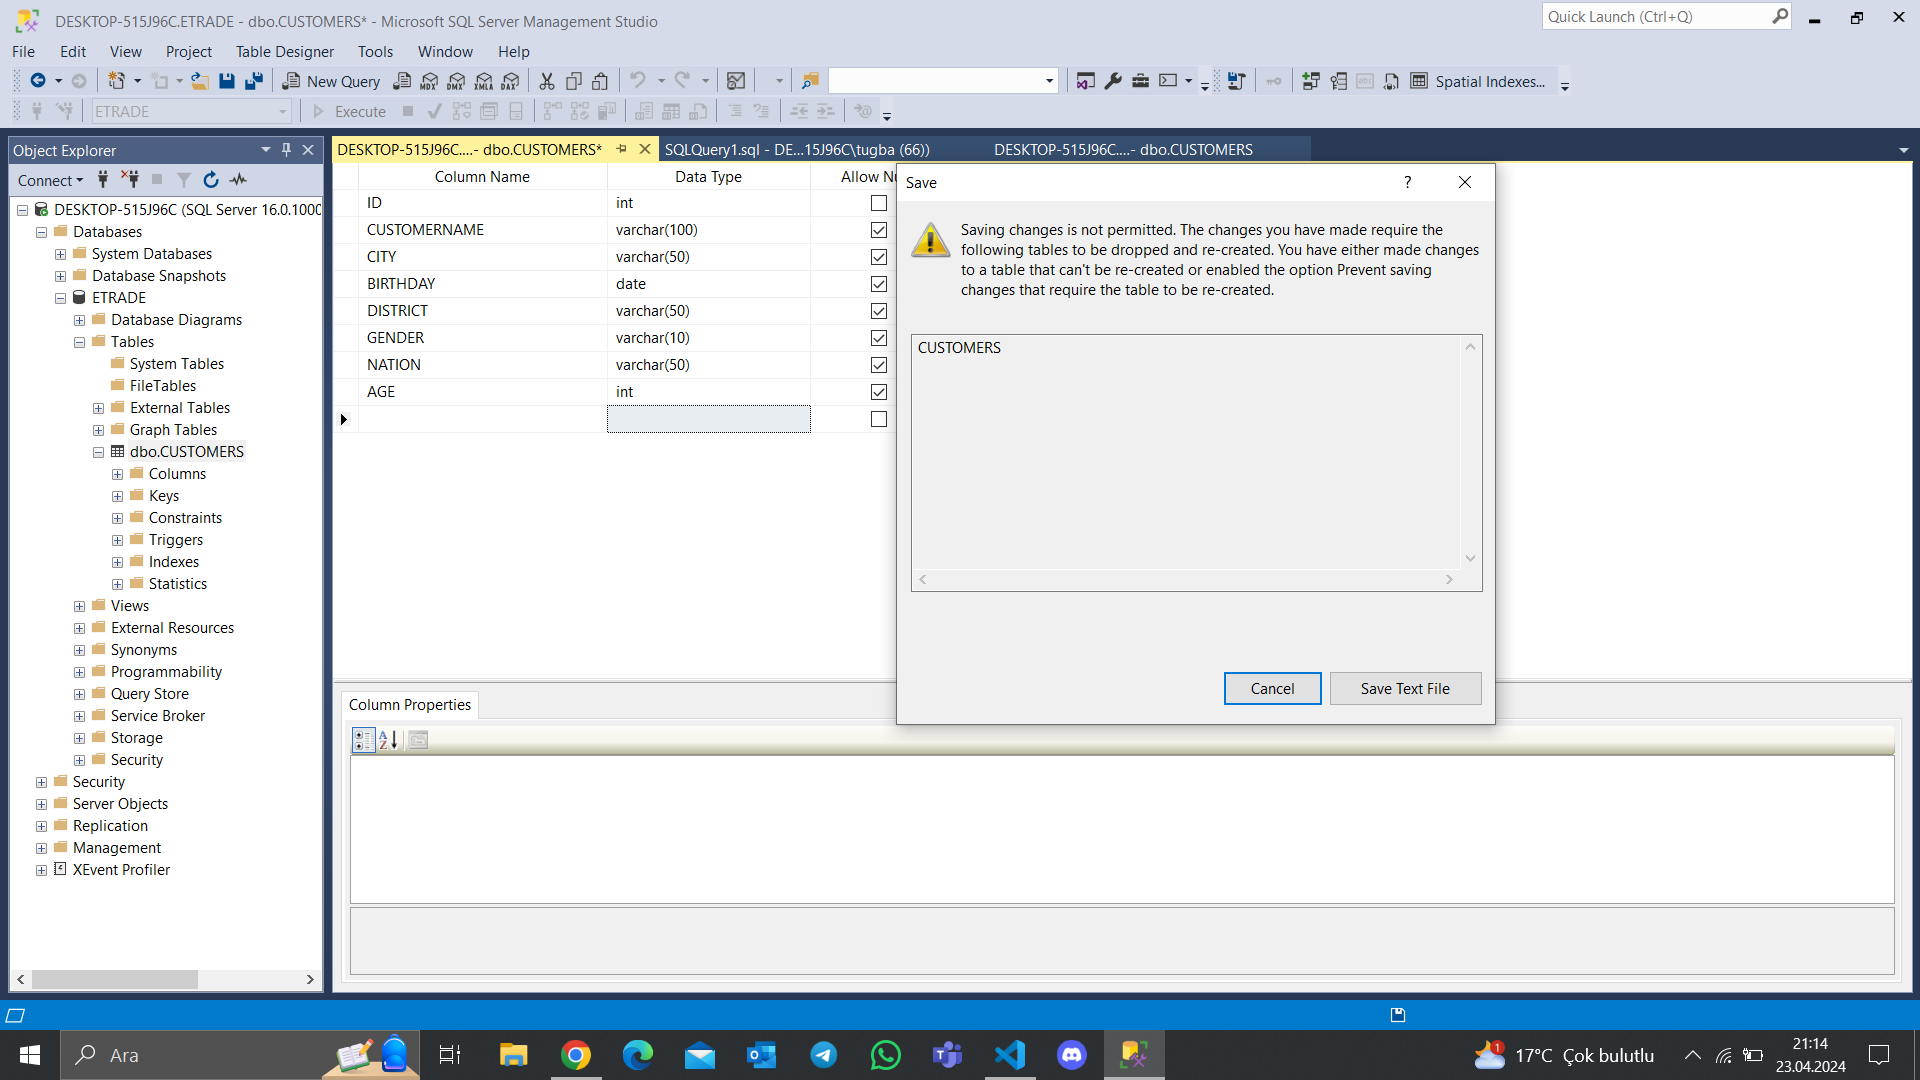 DESKTOP-515J96C.ETRADE - dbo.CUSTOMERS* - Microsoft SQL Server Management Studio
Quick Launch (Ctrl+Q)
File Edit View Project Table Designer Tools Window Help
New Query MDX DMX XMLA DAX Spatial Indexes...
ETRADE Execute
Object Explorer
DESKTOP-515J96C....- dbo.CUSTOMERS* SQLQuery1.sql - DE...15J96C\tugba (66)) DESKTOP-515J96C....- dbo.CUSTOMERS
Connect
DESKTOP-515J96C (SQL Server 16.0.1000
Databases
System Databases
Database Snapshots
ETRADE
Database Diagrams
Tables
System Tables
FileTables
External Tables
Graph Tables
dbo.CUSTOMERS
Columns
Keys
Constraints
Triggers
Indexes
Statistics
Views
External Resources
Synonyms
Programmability
Query Store
Service Broker
Storage
Security
Security
Server Objects
Replication
Management
XEvent Profiler
Column Name Data Type Allow Nu
ID int
CUSTOMERNAME varchar(100)
CITY varchar(50)
BIRTHDAY date
DISTRICT varchar(50)
GENDER varchar(10)
NATION varchar(50)
AGE int
Save
Saving changes is not permitted. The changes you have made require the
following tables to be dropped and re-created. You have either made changes
to a table that can't be re-created or enabled the option Prevent saving
changes that require the table to be re-created.
CUSTOMERS
Cancel Save Text File
Column Properties
Ara
1 17°C Çok bulutlu
21:14
23.04.2024